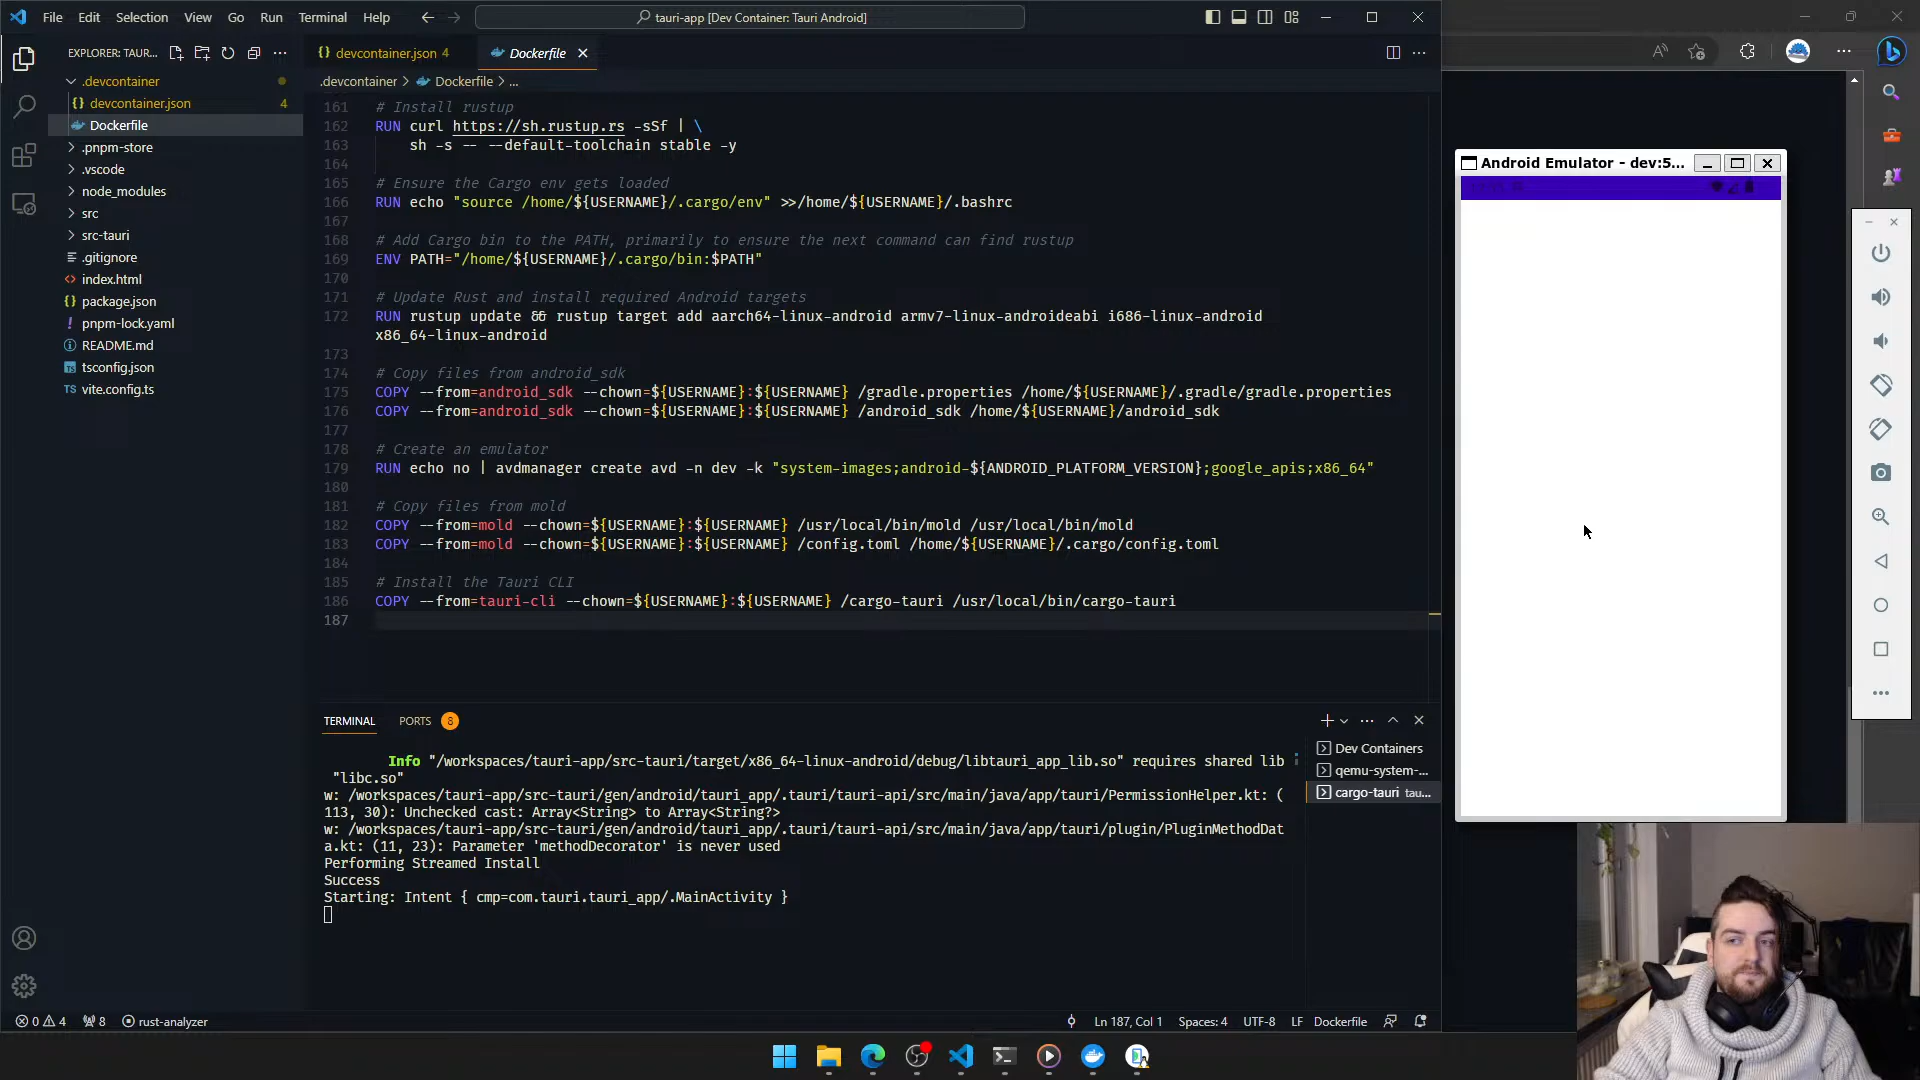 File Edit Selection View Go Run Terminal Help
tauri-app [Dev Container: Tauri Android]
EXPLORER: TAUR...
.devcontainer
devcontainer.json 4
Dockerfile
.pnpm-store
.vscode
node_modules
src
src-tauri
.gitignore
index.html
package.json
pnpm-lock.yaml
README.md
tsconfig.json
TS vite.config.ts
devcontainer.json 4
Dockerfile
.devcontainer > Dockerfile > ...
161 # Install rustup
162 RUN curl https://sh.rustup.rs -sSf | \
163 sh -s -- --default-toolchain stable -y
164
165 # Ensure the Cargo env gets loaded
166 RUN echo "source /home/${USERNAME}/.cargo/env" >>/home/${USERNAME}/.bashrc
167
168 # Add Cargo bin to the PATH, primarily to ensure the next command can find rustup
169 ENV PATH="/home/${USERNAME}/.cargo/bin:$PATH"
170
171 # Update Rust and install required Android targets
172 RUN rustup update && rustup target add aarch64-linux-android armv7-linux-androideabi i686-linux-android
x86_64-linux-android
173
174 # Copy files from android_sdk
175 COPY --from=android_sdk --chown=${USERNAME}:${USERNAME} /gradle.properties /home/${USERNAME}/.gradle/gradle.properties
176 COPY --from=android_sdk --chown=${USERNAME}:${USERNAME} /android_sdk /home/${USERNAME}/android_sdk
177
178 # Create an emulator
179 RUN echo no | avdmanager create avd -n dev -k "system-images;android-${ANDROID_PLATFORM_VERSION};google_apis;x86_64"
180
181 # Copy files from mold
182 COPY --from=mold --chown=${USERNAME}:${USERNAME} /usr/local/bin/mold /usr/local/bin/mold
183 COPY --from=mold --chown=${USERNAME}:${USERNAME} /config.toml /home/${USERNAME}/.cargo/config.toml
184
185 # Install the Tauri CLI
186 COPY --from=tauri-cli --chown=${USERNAME}:${USERNAME} /cargo-tauri /usr/local/bin/cargo-tauri
187
TERMINAL PORTS 8
Info "/workspaces/tauri-app/src-tauri/target/x86_64-linux-android/debug/libtauri_app_lib.so" requires shared lib
"libc.so"
w: /workspaces/tauri-app/src-tauri/gen/android/tauri_app/.tauri/tauri-api/src/main/java/app/tauri/PermissionHelper.kt: (
113, 30): Unchecked cast: Array<String> to Array<String?>
w: /workspaces/tauri-app/src-tauri/gen/android/tauri_app/.tauri/tauri-api/src/main/java/app/tauri/plugin/PluginMethodDat
a.kt: (11, 23): Parameter 'methodDecorator' is never used
Performing Streamed Install
Success
Starting: Intent { cmp=com.tauri.tauri_app/.MainActivity }
Dev Containers
qemu-system-...
cargo-tauri tau...
0 4 8 rust-analyzer
Ln 187, Col 1 Spaces: 4 UTF-8 LF Dockerfile
Android Emulator - dev:5...